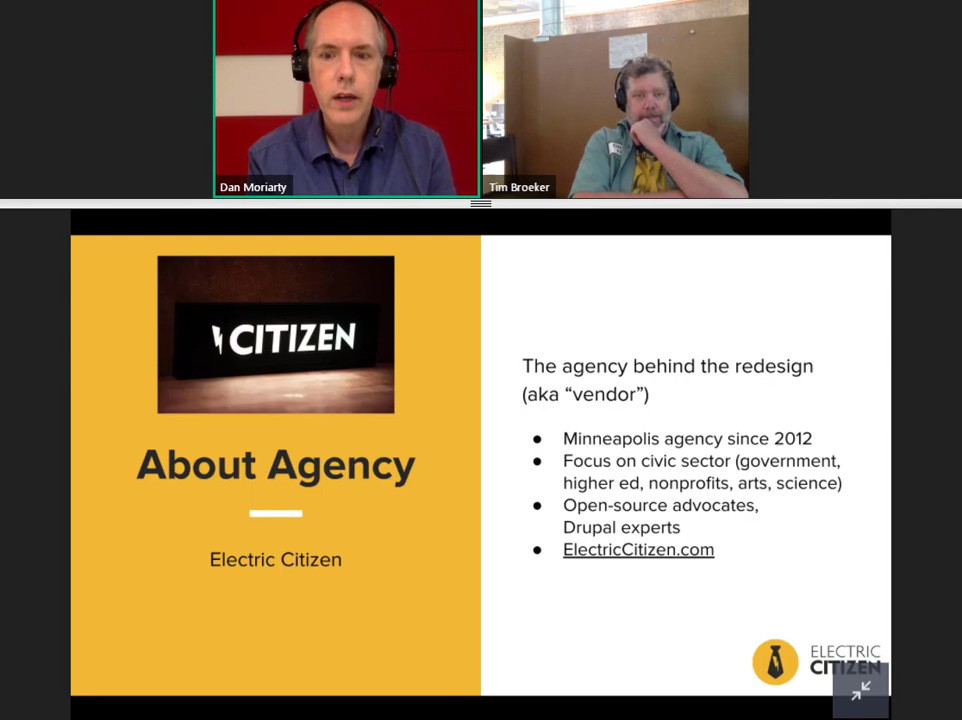 Dan Moriarty
Tim Broeker
CITIZEN
About Agency
Electric Citizen
The agency behind the redesign
(aka “vendor”)
● Minneapolis agency since 2012
● Focus on civic sector (government,
higher ed, nonprofits, arts, science)
● Open-source advocates,
Drupal experts
● ElectricCitizen.com
ELECTRIC
CITIZEN